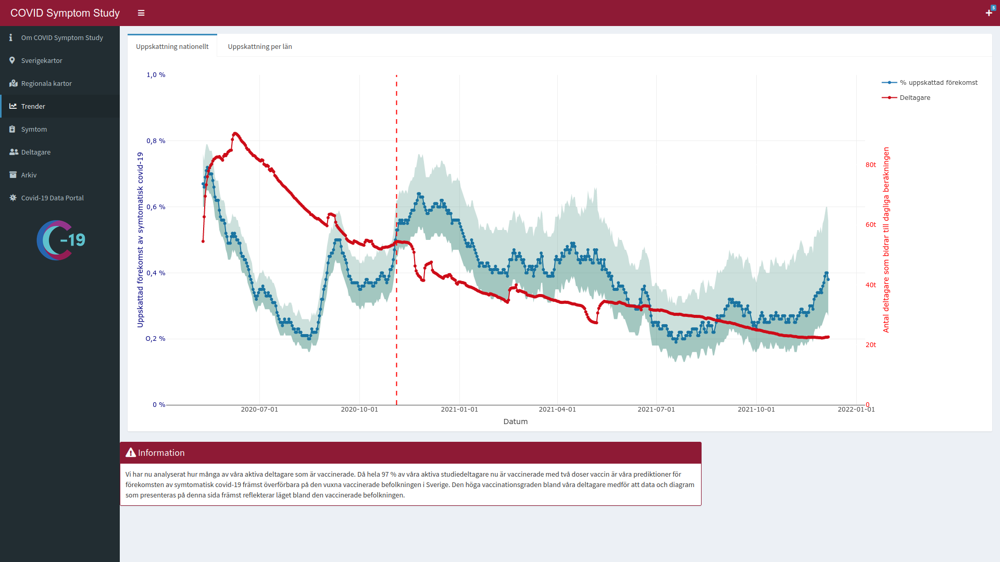 COVID Symptom Study
5
Om COVID Symptom Study
Sverigekartor
Regionala kartor
Trender
Symtom
Deltagare
Arkiv
Covid-19 Data Portal
-19
Uppskattning nationellt
Uppskattning per län
1,0 %
0,8 %
0,6 %
0,4 %
O,2 %
0 %
Uppskattad förekomst av symtomatisk covid-19
% uppskattad förekomst
Deltagare
80t
60t
40t
20t
0
Antal deltagare som bidrar till dagliga beräkningen
2020-07-01
2020-10-01
2021-01-01
2021-04-01
2021-07-01
2021-10-01
2022-01-01
Datum
Information
Vi har nu analyserat hur många av våra aktiva deltagare som är vaccinerade. Då hela 97 % av våra aktiva studiedeltagare nu är vaccinerade med två doser vaccin är våra prediktioner för
förekomsten av symtomatisk covid-19 främst överförbara på den vuxna vaccinerade befolkningen i Sverige. Den höga vaccinationsgraden bland våra deltagare medför att data och diagram
som presenteras på denna sida främst reflekterar läget bland den vaccinerade befolkningen.